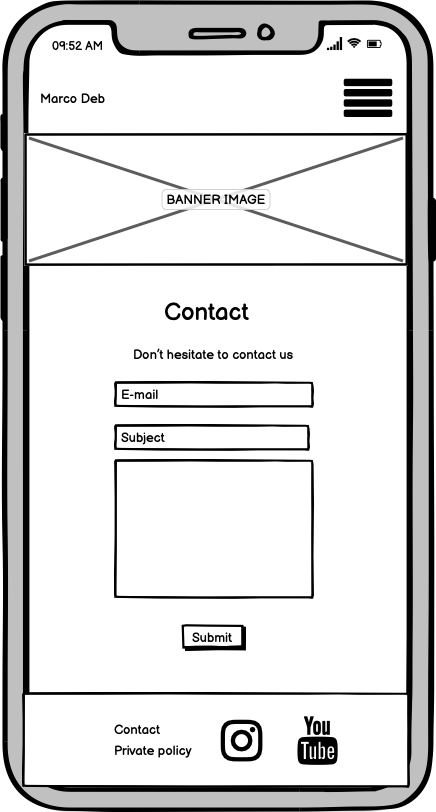 09:52 AM
Marco Deb
BANNER IMAGE
Contact
Don't hesitate to contact us
E-mail
Subject
Submit
Contact
Private policy
You
Tube